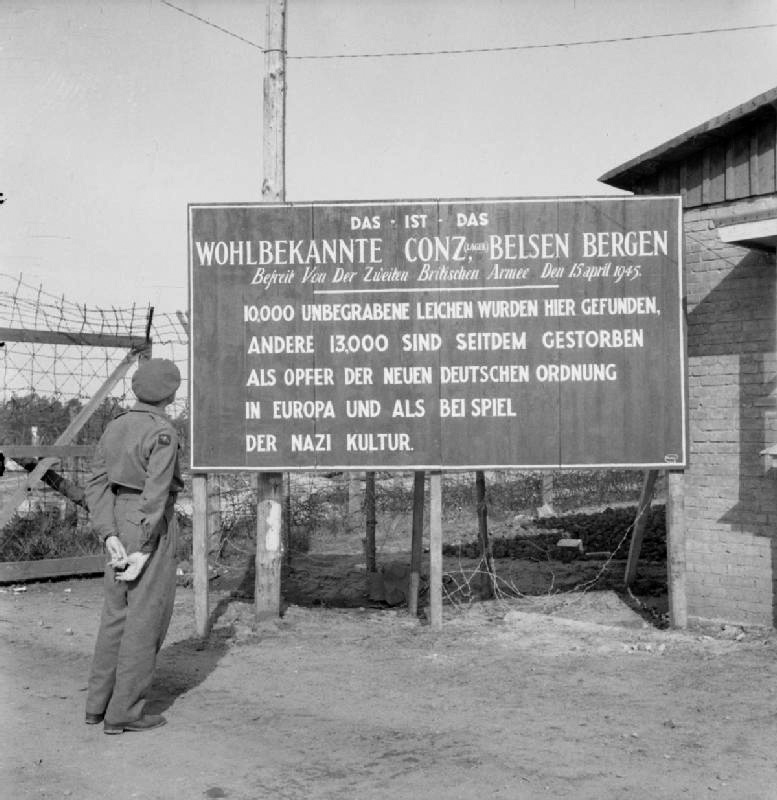 DAS · IST · DAS
WOHLBEKANNTE CONZ,(LAGER) BELSEN BERGEN
Befreit Von Der Zweiten Britischen Armee Den 15 april 1945.
10,000 UNBEGRABENE LEICHEN WURDEN HIER GEFUNDEN,
ANDERE 13,000 SIND SEITDEM GESTORBEN
ALS OPFER DER NEUEN DEUTSCHEN ORDNUNG
IN EUROPA UND ALS BEI SPIEL
DER NAZI KULTUR.